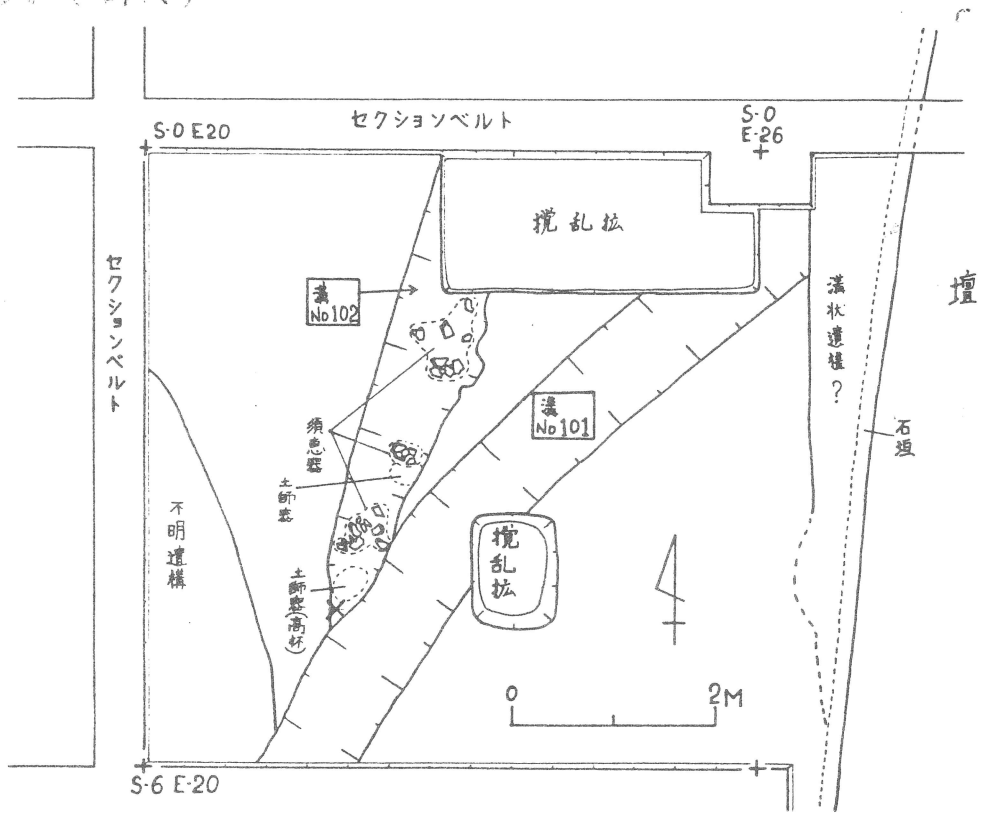 セクションベルト
S-0 E20
S-0
E-26
攪乱拡
溝
No102
セクションベルト
溝状遺構?
壇
溝
No101
須恵器
石垣
土師器
不明遺構
攪乱拡
土師器(高杯)
0 2M
S-6 E-20